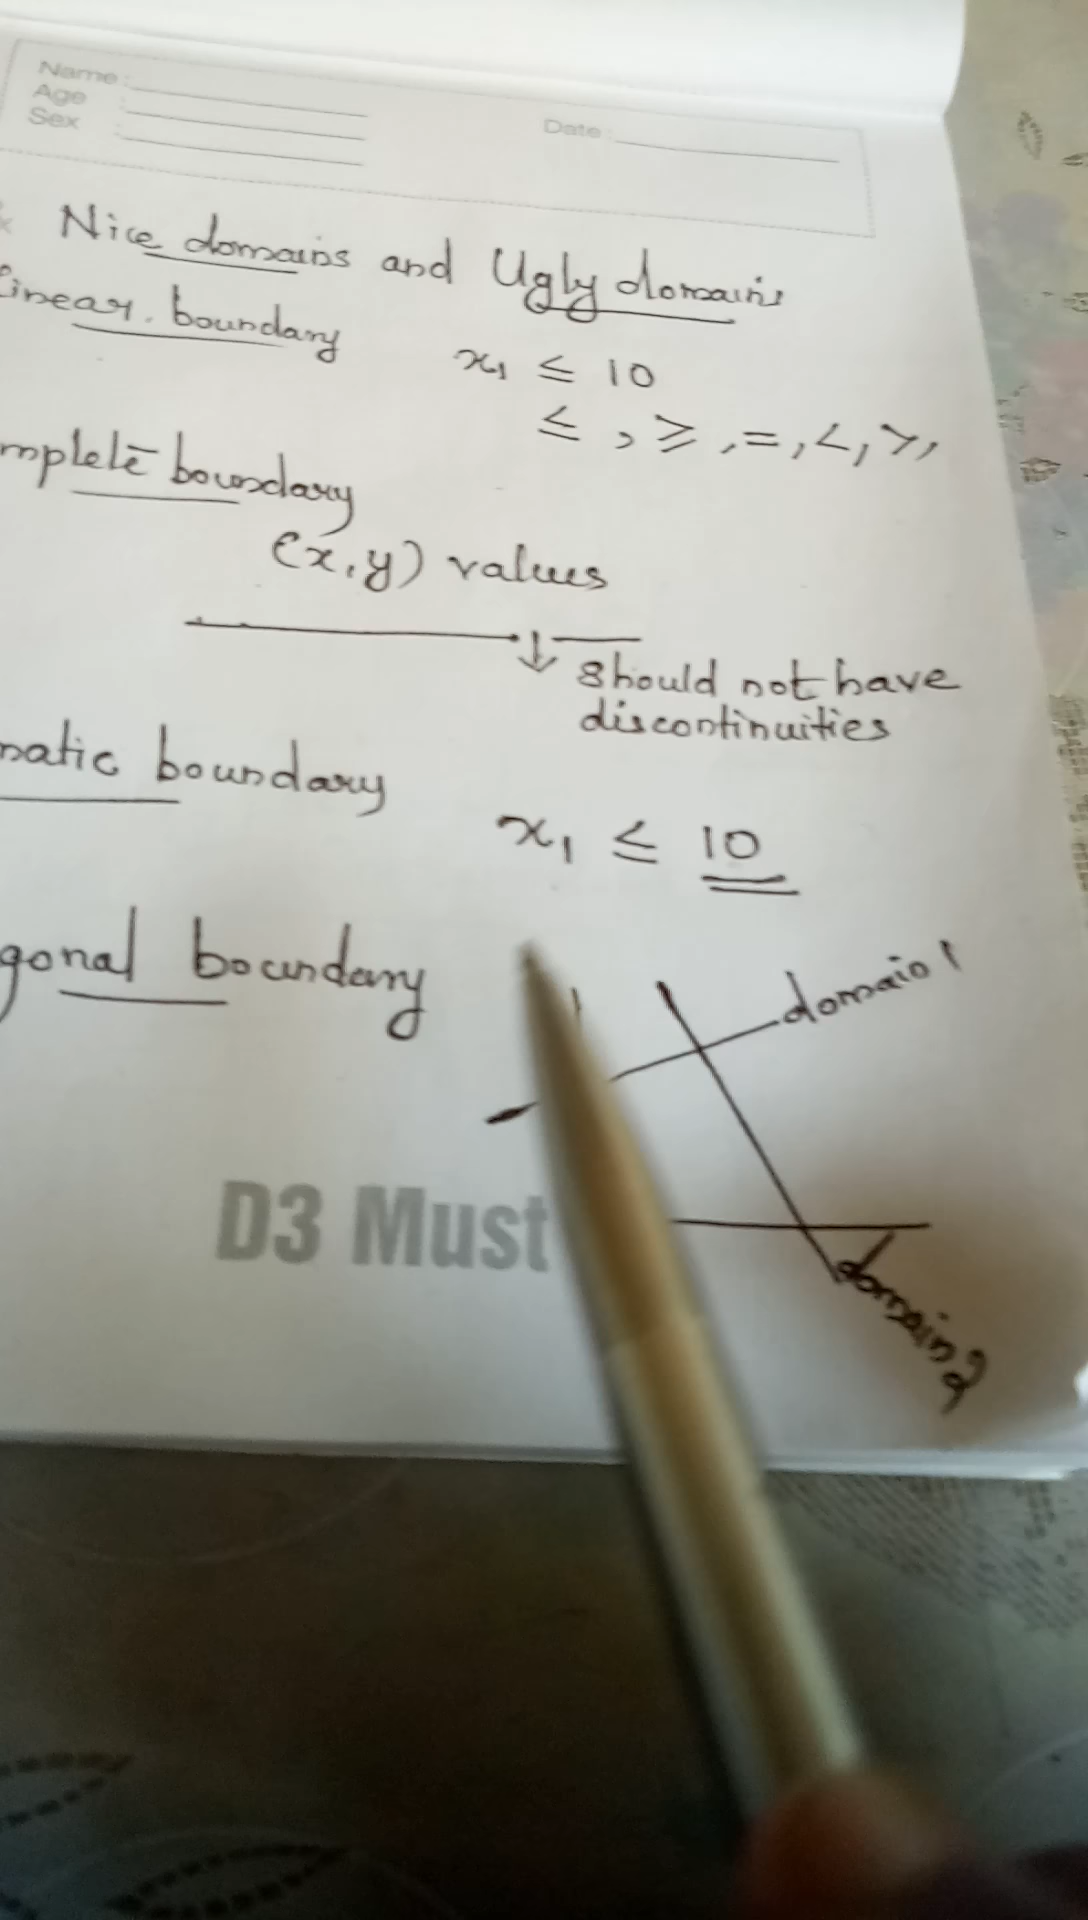 Name:
Age :
Sex :
Date:
Nice domains and Ugly domains
linear boundary
x₁ ≤ 10
≤, ≥, =, <, >,
mplete boundary
(x,y) values
↓ should not have
discontinuities
matic boundary
x₁ ≤ 10
gonal boundary
domain 1
D3 Must
domain 2